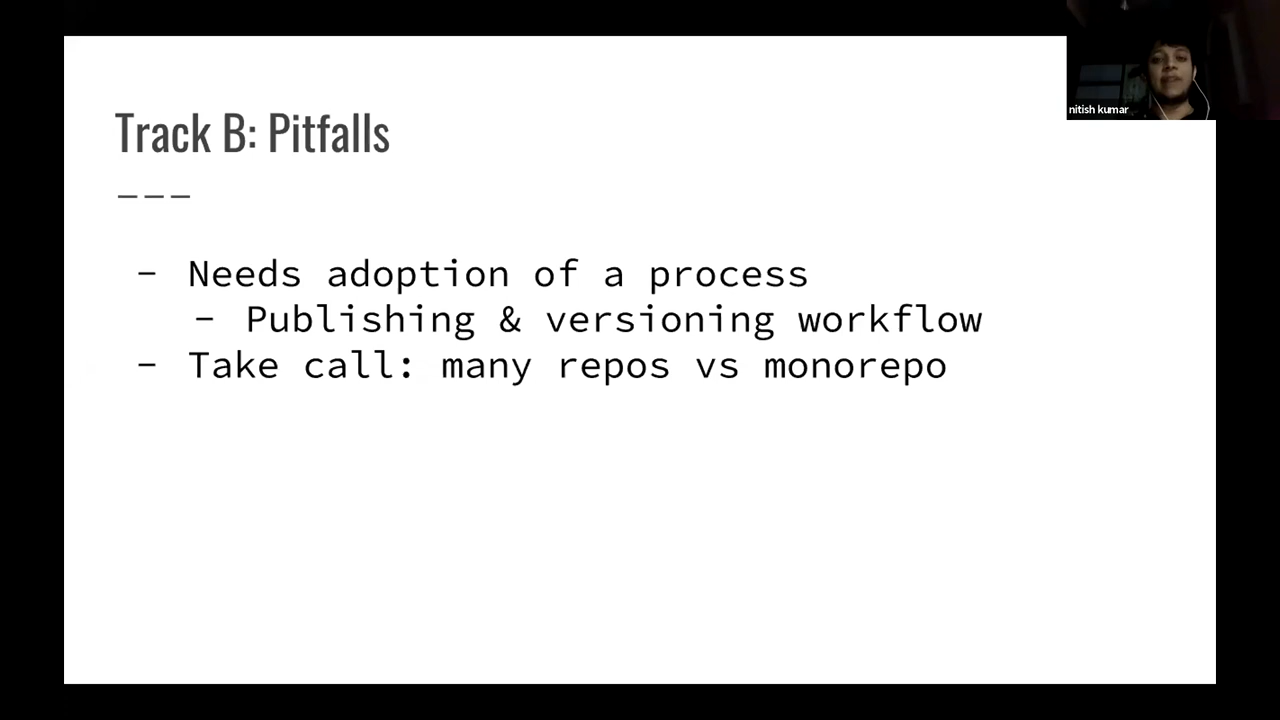 nitish kumar
Track B: Pitfalls
———
- Needs adoption of a process
- Publishing & versioning workflow
- Take call: many repos vs monorepo